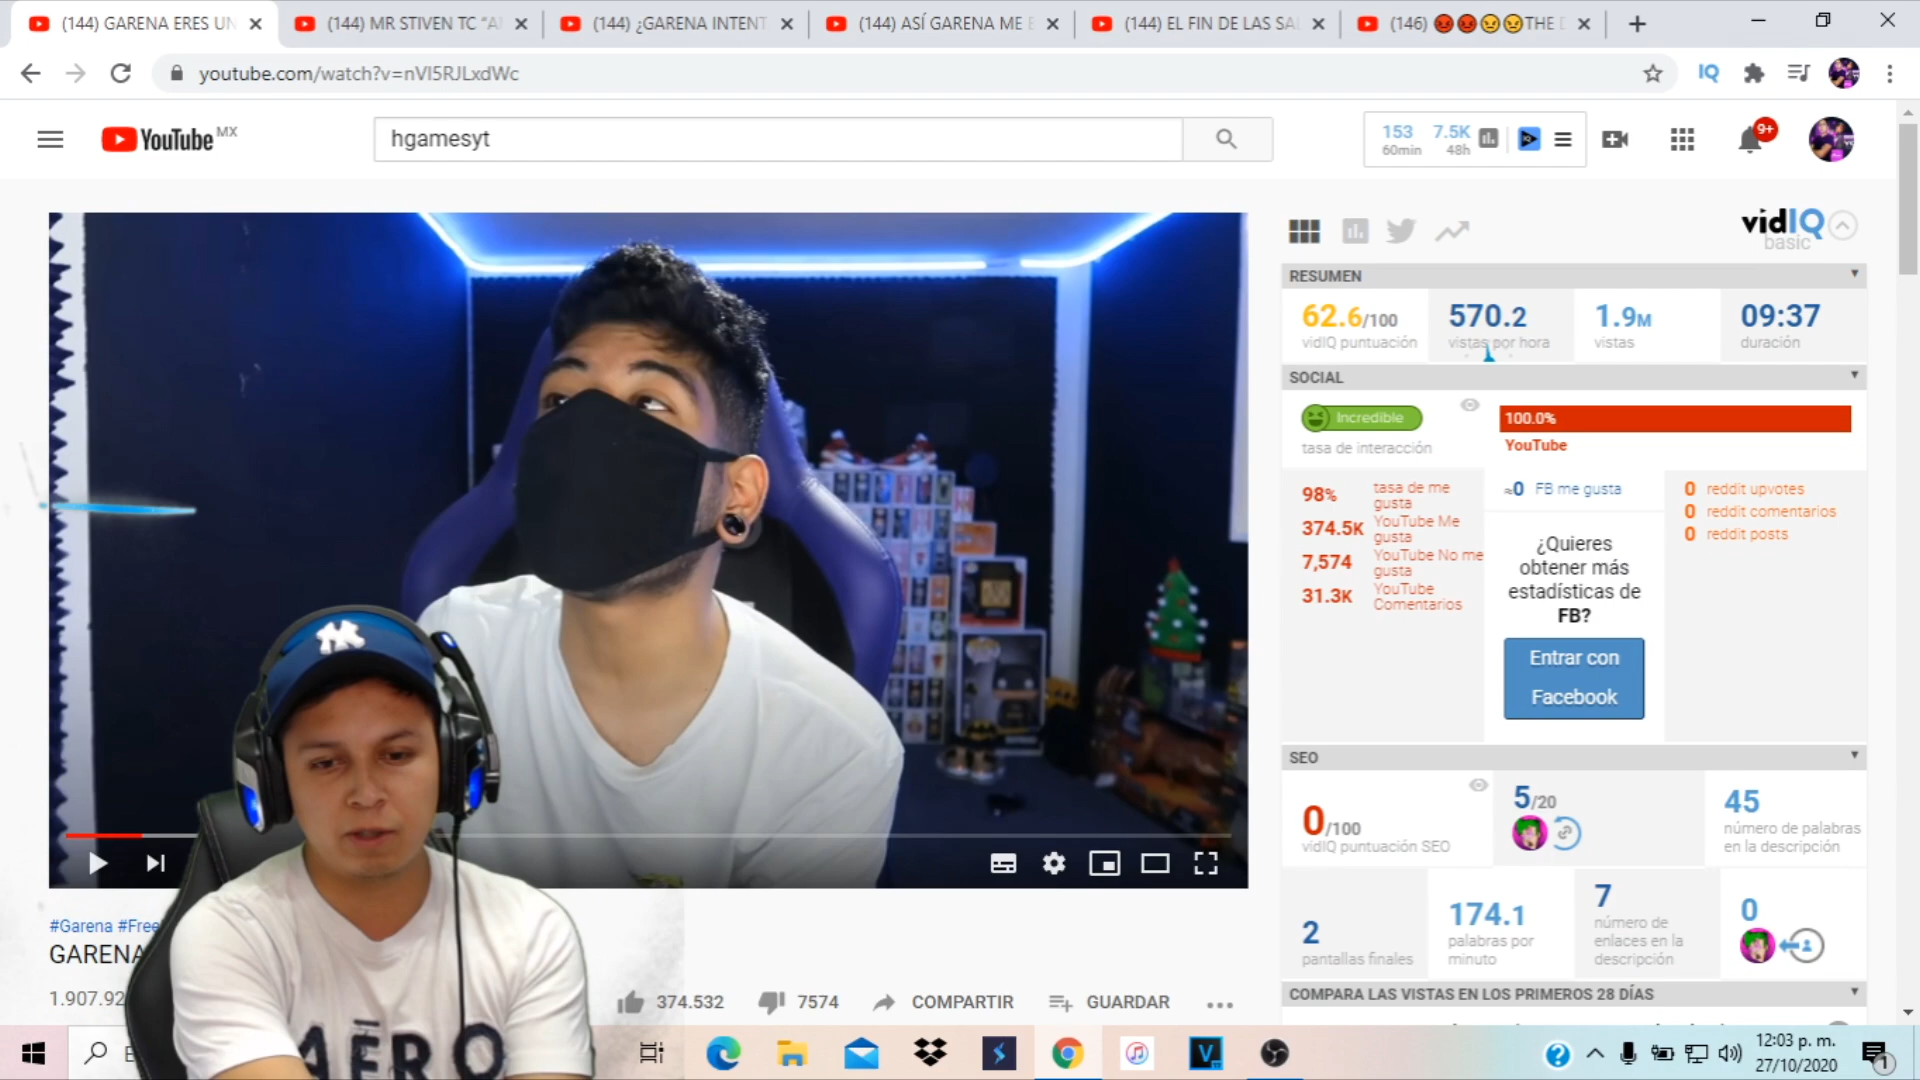 (144) GARENA ERES UN
(144) MR STIVEN TC "A
(144) ¿GARENA INTENT
(144) ASÍ GARENA ME
(144) EL FIN DE LAS SA
(146) 😡😡😠😠THE
youtube.com/watch?v=nVI5RJLxdWc
IQ
YouTube MX
hgamesyt
153 7.5K
60min 48h
9+
vidIQ
basic
RESUMEN
62.6/100 570.2 1.9M 09:37
vidIQ puntuación vistas por hora vistas duración
SOCIAL
Incredible
tasa de interacción
100.0%
YouTube
98% tasa de me gusta
374.5K YouTube Me gusta
7,574 YouTube No me gusta
31.3K YouTube Comentarios
≈0 FB me gusta
¿Quieres
obtener más
estadísticas de
FB?
Entrar con
Facebook
0 reddit upvotes
0 reddit comentarios
0 reddit posts
SEO
0/100
vidIQ puntuación SEO
5/20
45
número de palabras
en la descripción
2
pantallas finales
174.1
palabras por
minuto
7
número de
enlaces en la
descripción
0
COMPARA LAS VISTAS EN LOS PRIMEROS 28 DÍAS
#Garena #Free
GARENA
1.907.92
374.532 7574 COMPARTIR GUARDAR
NY
AÉRO
12:03 p. m.
27/10/2020
1